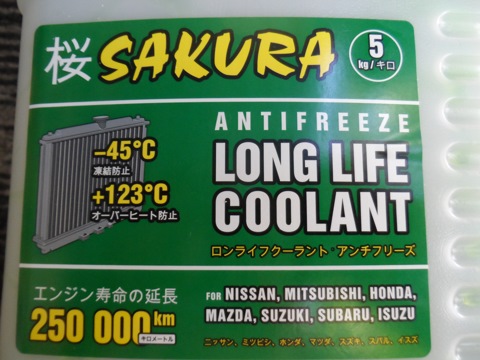 桜 SAKURA
5
kg/キロ
ANTIFREEZE
LONG LIFE
COOLANT
ロンライフクーラント・アンチフリーズ
–45°C
凍結防止
+123°C
オーバーヒート防止
エンジン寿命の延長
250 000 km
キロメートル
FOR NISSAN, MITSUBISHI, HONDA,
MAZDA, SUZUKI, SUBARU, ISUZU
ニッサン、ミツビシ、ホンダ、マツダ、スズキ、スバル、イスズ